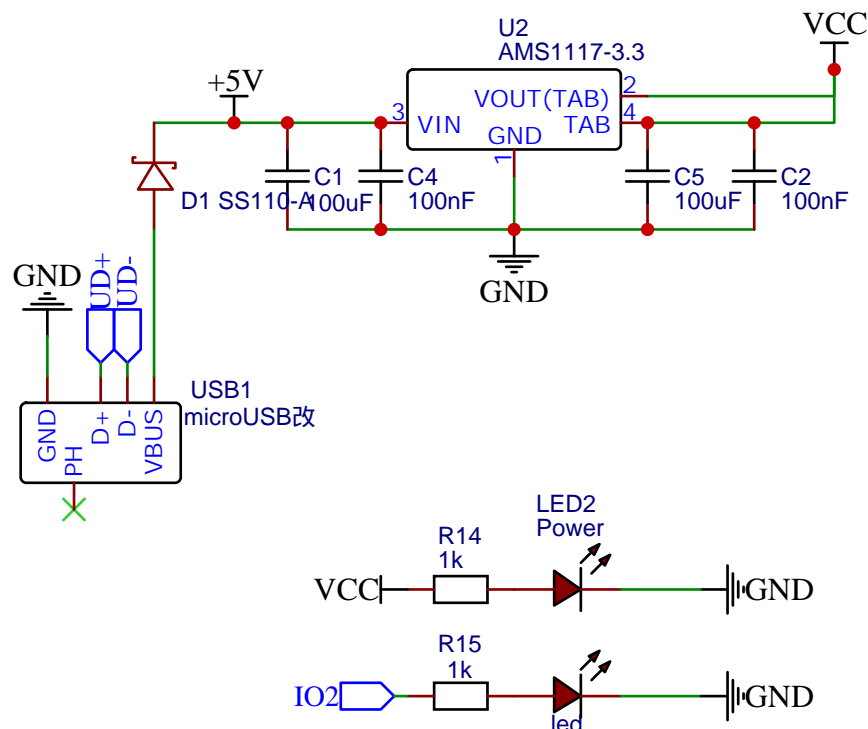 U2
AMS1117-3.3
VCC
+5V
2
VOUT(TAB)
3
VIN
TAB
4
GND
1
C1
100uF
C4
100nF
C5
100uF
C2
100nF
D1 SS110-A
GND
GND
UD+
UD-
USB1
microUSB改
GND
PH
D+
D-
VBUS
LED2
Power
R14
1k
VCC
GND
R15
1k
IO2
GND
led